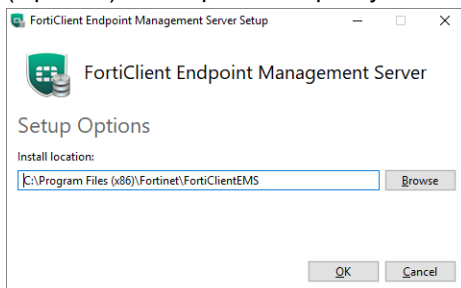 FortiClient Endpoint Management Server Setup
FortiClient Endpoint Management Server
Setup Options
Install location:
C:\Program Files (x86)\Fortinet\FortiClientEMS
Browse
OK
Cancel